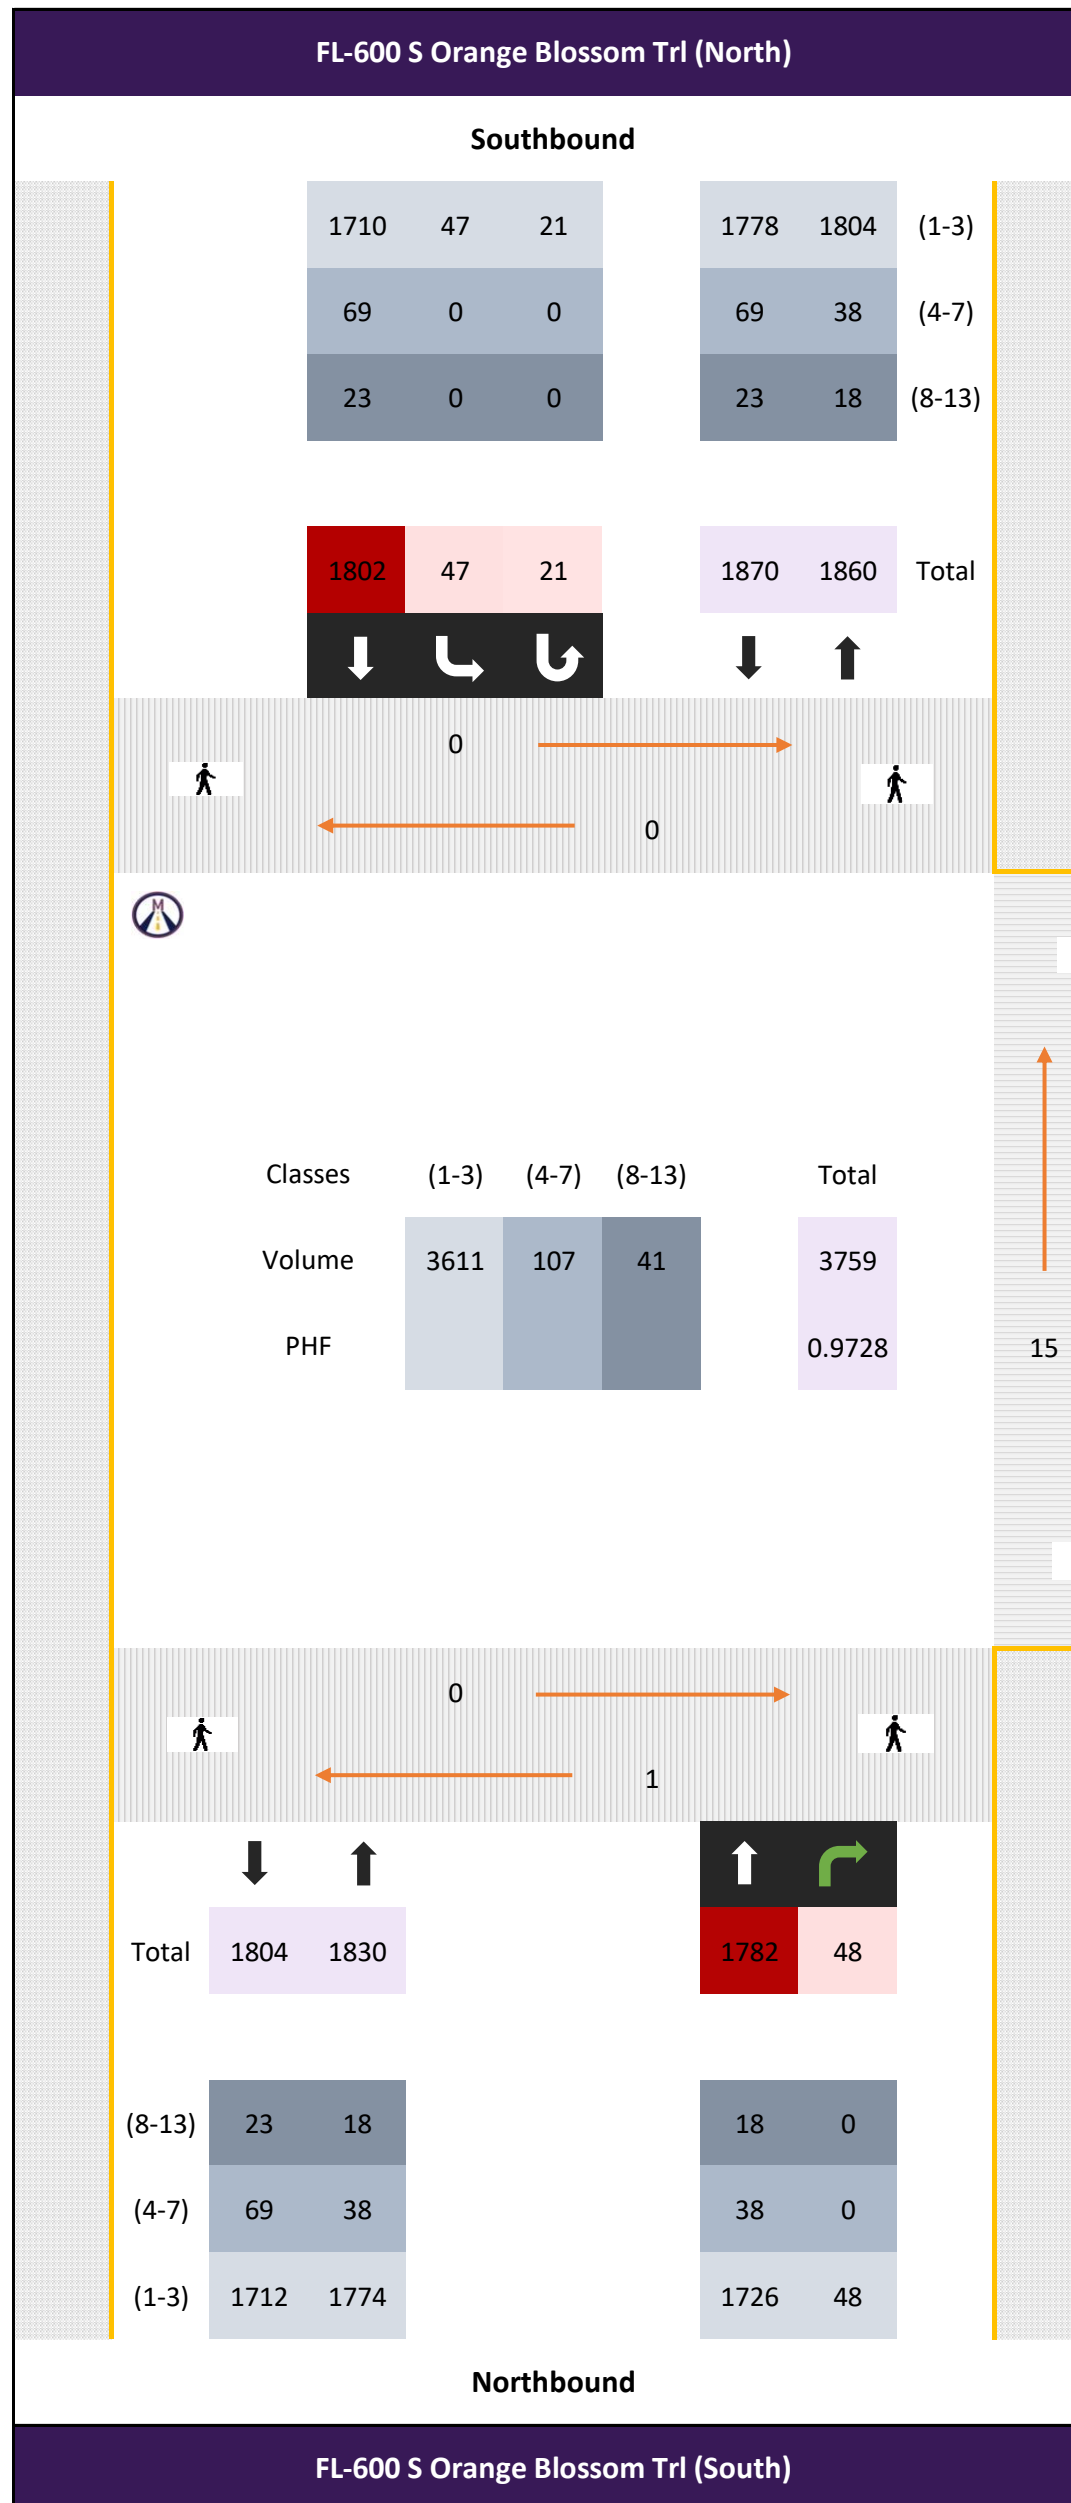 FL-600 S Orange Blossom Trl (North)
Southbound
1710 47 21 1778 1804 (1-3)
69 0 0 69 38 (4-7)
23 0 0 23 18 (8-13)
1802 47 21 1870 1860 Total
0
0
M
Classes (1-3) (4-7) (8-13) Total
Volume 3611 107 41 3759
PHF 0.9728 15
0
1
Total 1804 1830 1782 48
(8-13) 23 18 18 0
(4-7) 69 38 38 0
(1-3) 1712 1774 1726 48
Northbound
FL-600 S Orange Blossom Trl (South)